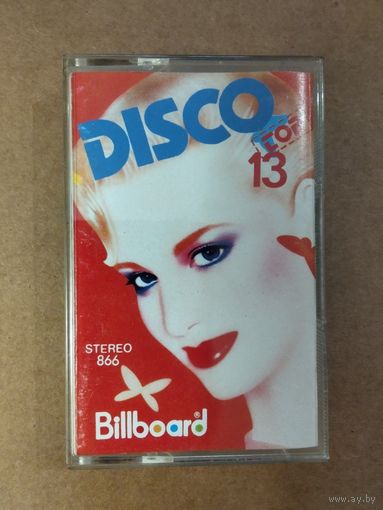 DISCO
TOP
13
STEREO
866
Billboard®
www.ay.by